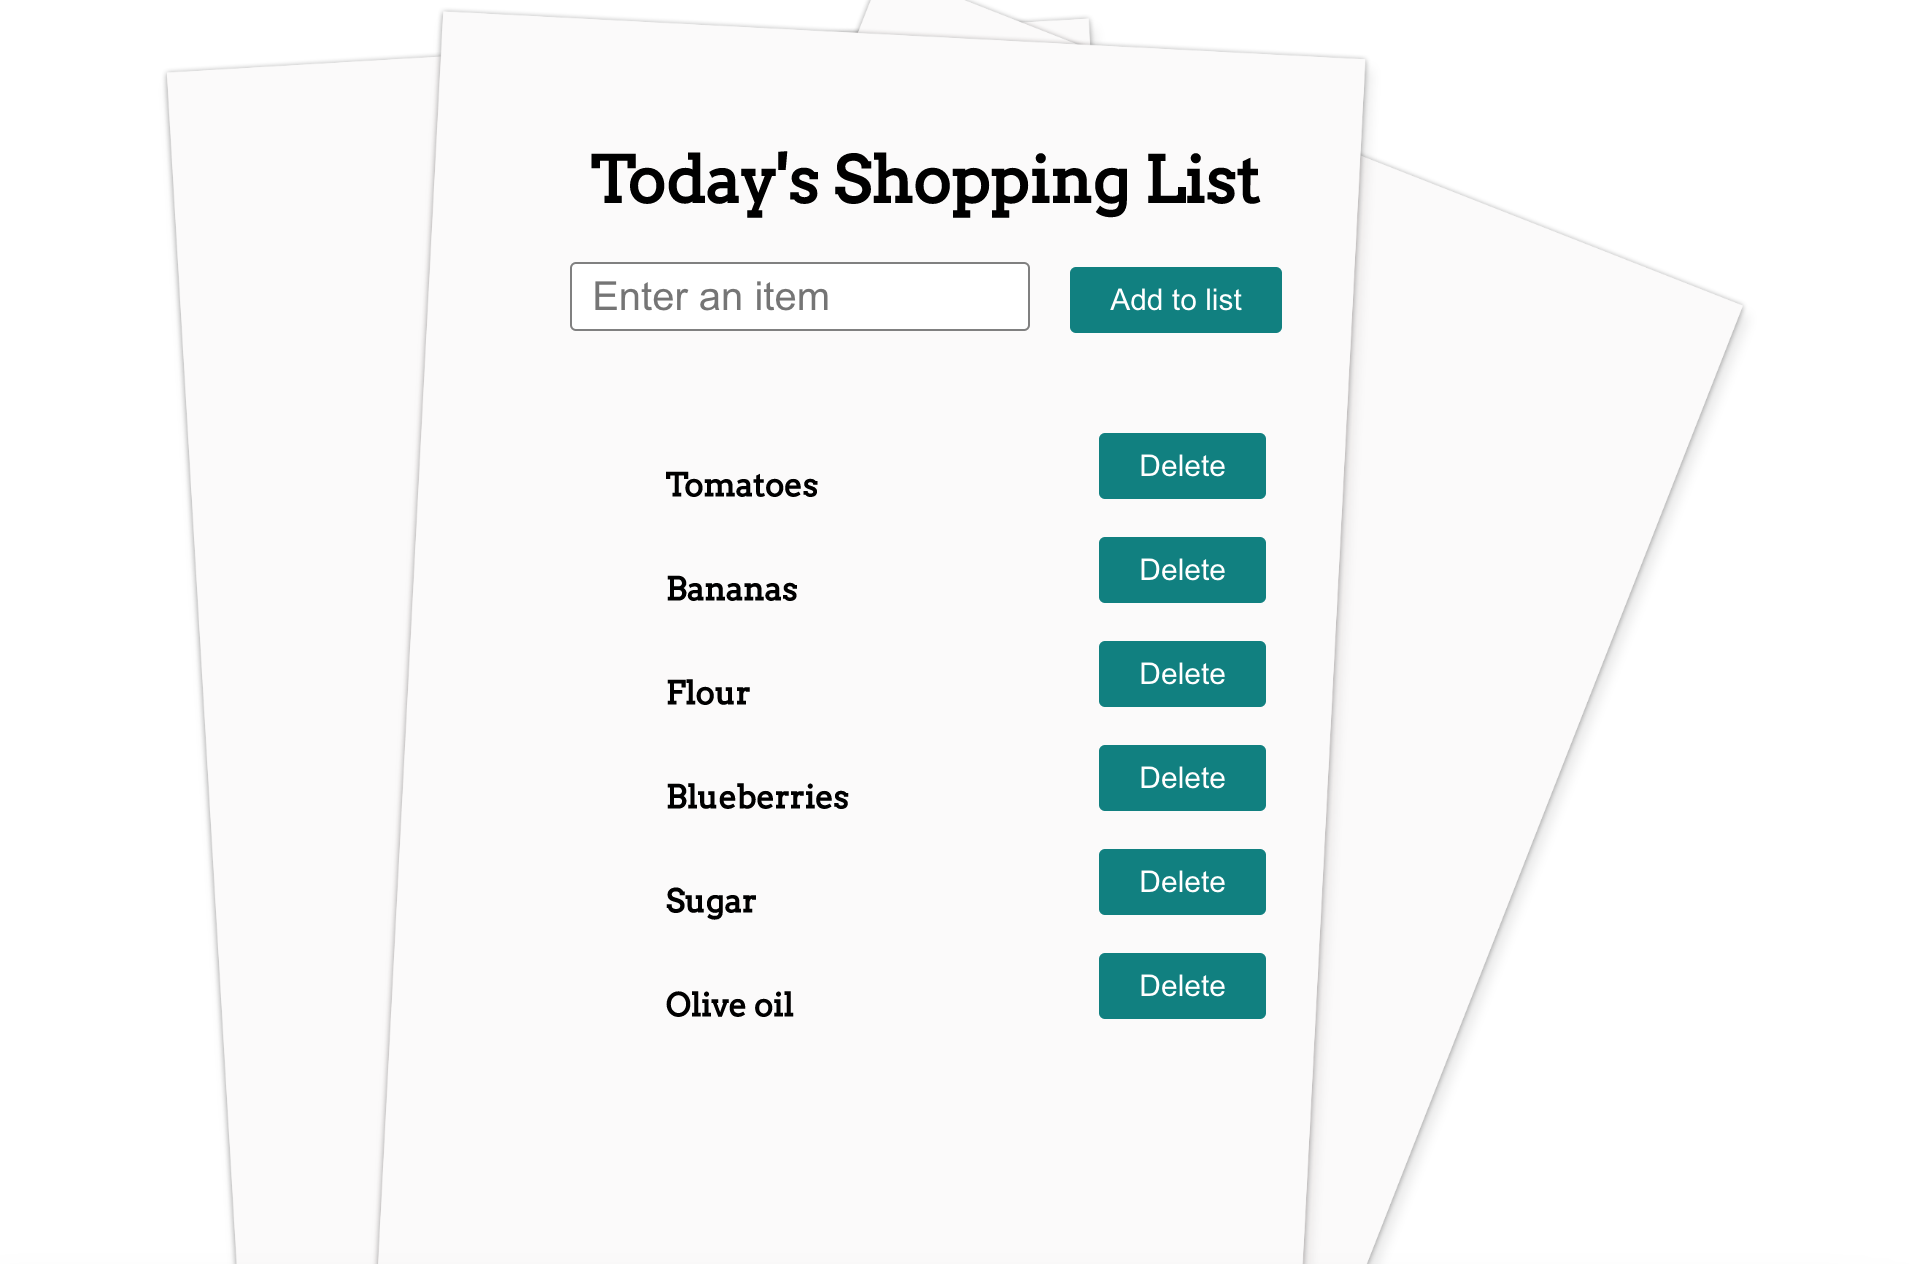 Today's Shopping List
Enter an item
Add to list
Tomatoes
Delete
Bananas
Delete
Flour
Delete
Blueberries
Delete
Sugar
Delete
Olive oil
Delete